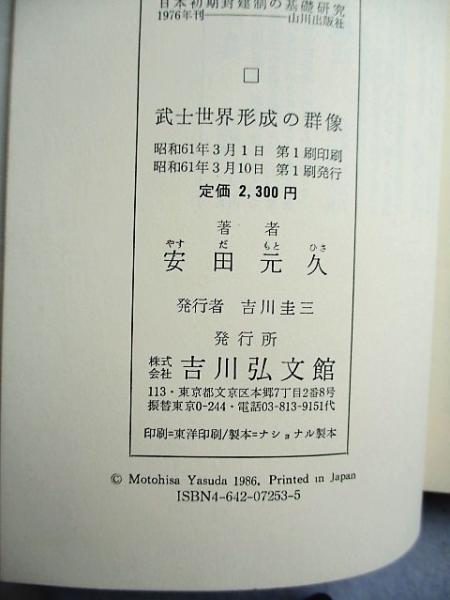 日本初期封建制の基礎研究
1976年刊 山川出版社
武士世界形成の群像
昭和61年3月1日 第1刷印刷
昭和61年3月10日 第1刷発行
定価 2,300円
著者
やす だ もと ひさ
安田元久
発行者 吉川圭三
発行所
株式会社 吉川弘文館
113・東京都文京区本郷7丁目2番8号
振替東京0-244・電話03-813-9151代
印刷=東洋印刷/製本=ナショナル製本
© Motohisa Yasuda 1986. Printed in Japan
ISBN4-642-07253-5